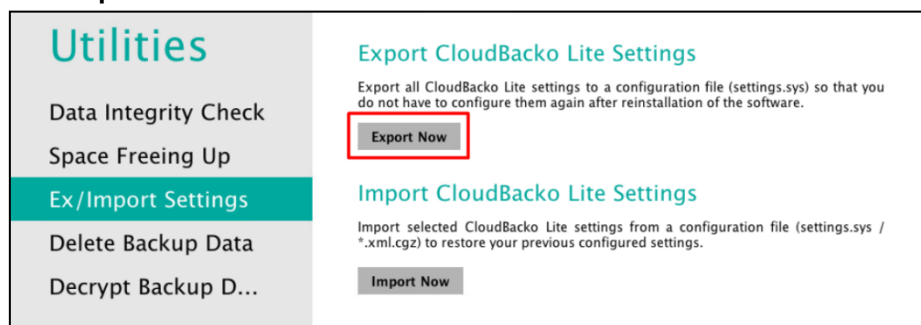 Utilities
Data Integrity Check
Space Freeing Up
Ex/Import Settings
Delete Backup Data
Decrypt Backup D...
Export CloudBacko Lite Settings
Export all CloudBacko Lite settings to a configuration file (settings.sys) so that you
do not have to configure them again after reinstallation of the software.
Export Now
Import CloudBacko Lite Settings
Import selected CloudBacko Lite settings from a configuration file (settings.sys /
*.xml.cgz) to restore your previous configured settings.
Import Now